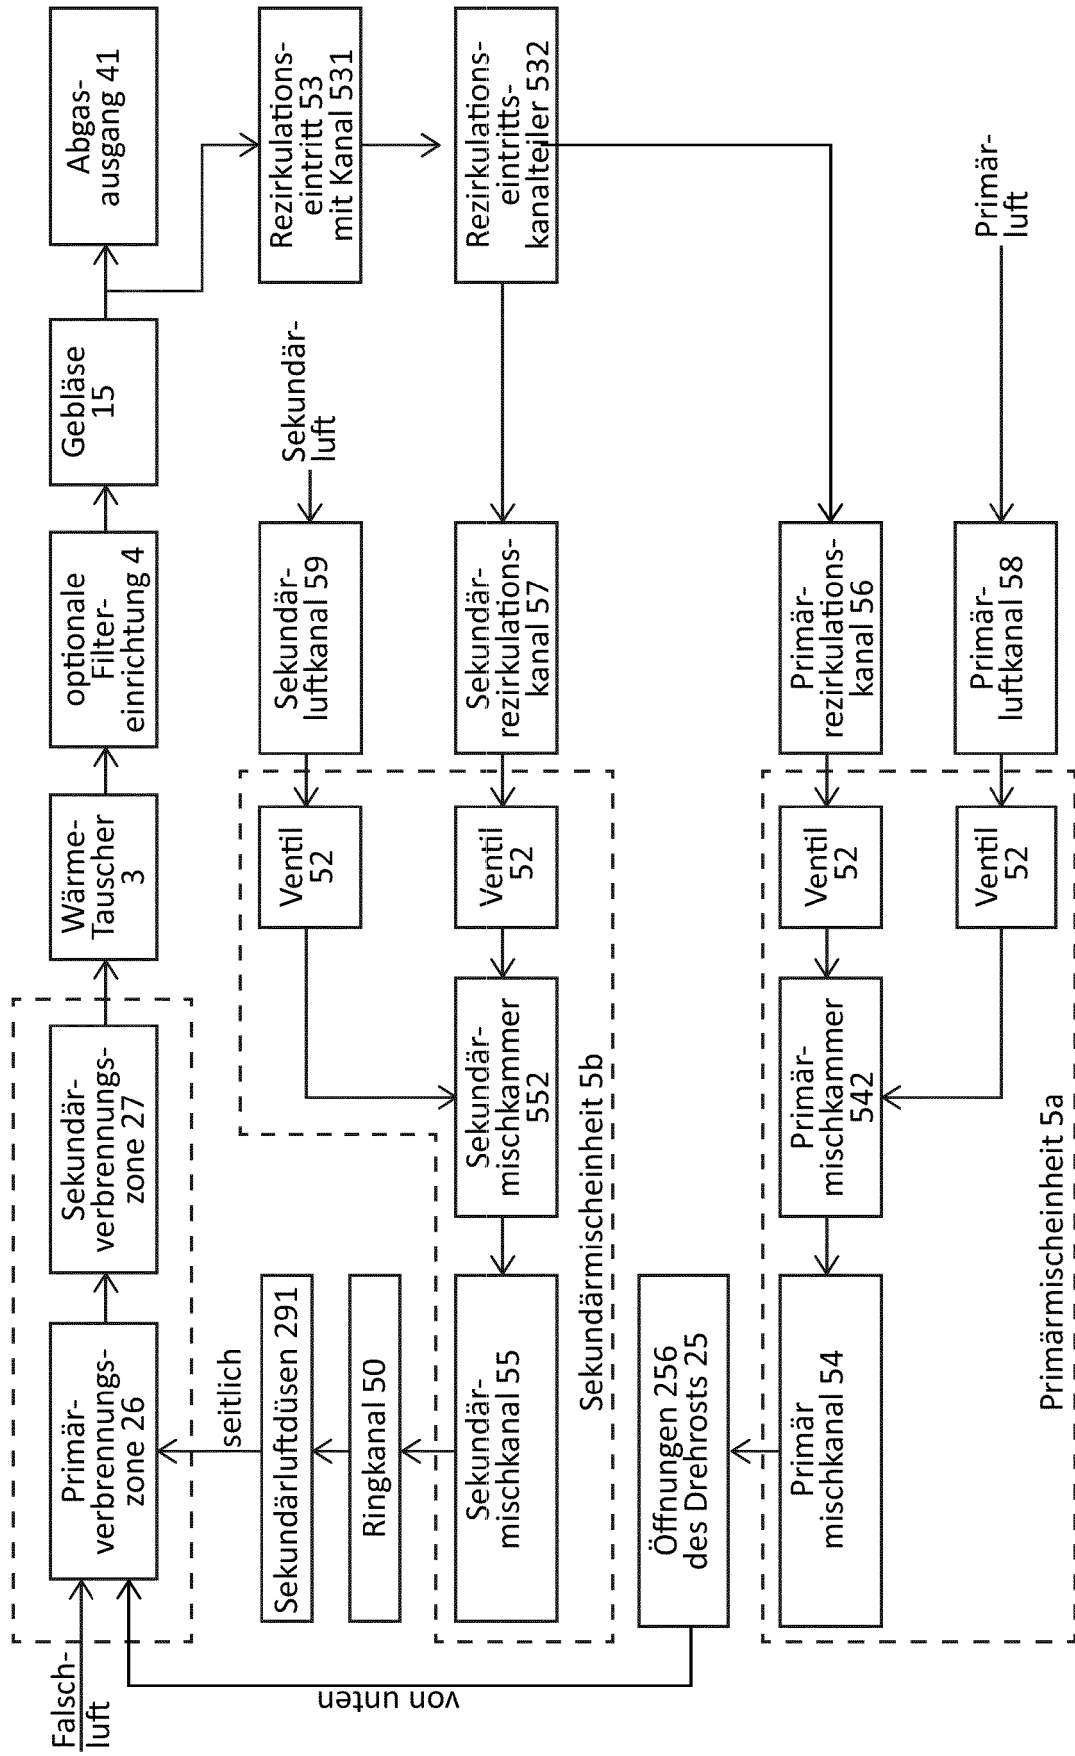 Falsch-
luft
Primär-
verbrennungs-
zone 26
Sekundär-
verbrennungs-
zone 27
Wärme-
Tauscher
3
optionale
Filter-
einrichtung 4
Gebläse
15
Abgas-
ausgang 41
seitlich
Sekundärluftdüsen 291
Ringkanal 50
Ventil
52
Sekundär-
luftkanal 59
Sekundär-
luft
Rezirkulations-
eintritt 53
mit Kanal 531
Sekundär-
mischkanal 55
Sekundär-
mischkammer
552
Ventil
52
Sekundär-
rezirkulations-
kanal 57
Rezirkulations-
eintritts-
kanalteiler 532
Sekundärmischeinheit 5b
von unten
Öffnungen 256
des Drehrosts 25
Primär
mischkanal 54
Primär-
mischkammer
542
Ventil
52
Primär-
rezirkulations-
kanal 56
Ventil
52
Primär-
luftkanal 58
Primär-
luft
Primärmischeinheit 5a